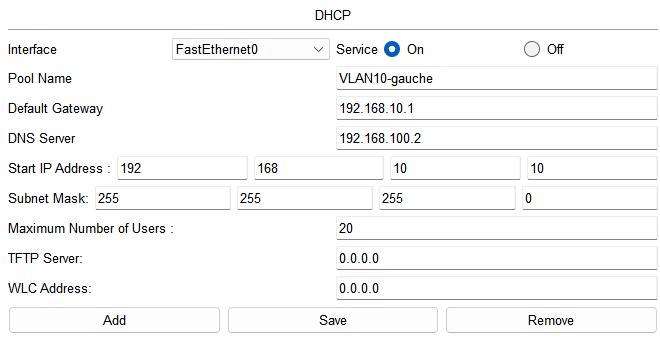 DHCP
Interface FastEthernet0 Service On Off
Pool Name VLAN10-gauche
Default Gateway 192.168.10.1
DNS Server 192.168.100.2
Start IP Address : 192 168 10 10
Subnet Mask: 255 255 255 0
Maximum Number of Users : 20
TFTP Server: 0.0.0.0
WLC Address: 0.0.0.0
Add Save Remove